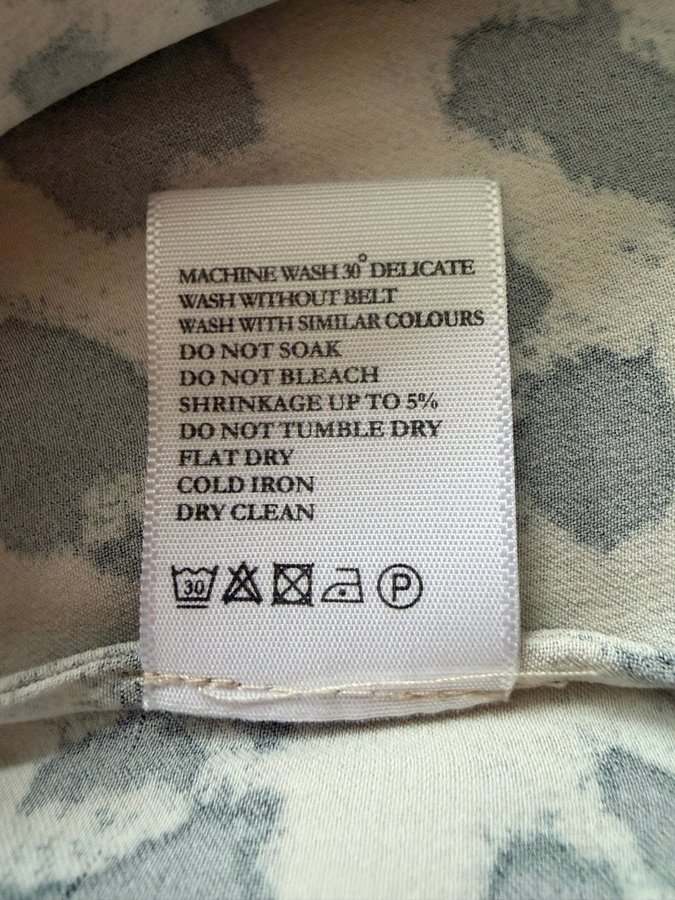 MACHINE WASH 30° DELICATE
WASH WITHOUT BELT
WASH WITH SIMILAR COLOURS
DO NOT SOAK
DO NOT BLEACH
SHRINKAGE UP TO 5%
DO NOT TUMBLE DRY
FLAT DRY
COLD IRON
DRY CLEAN
30 P